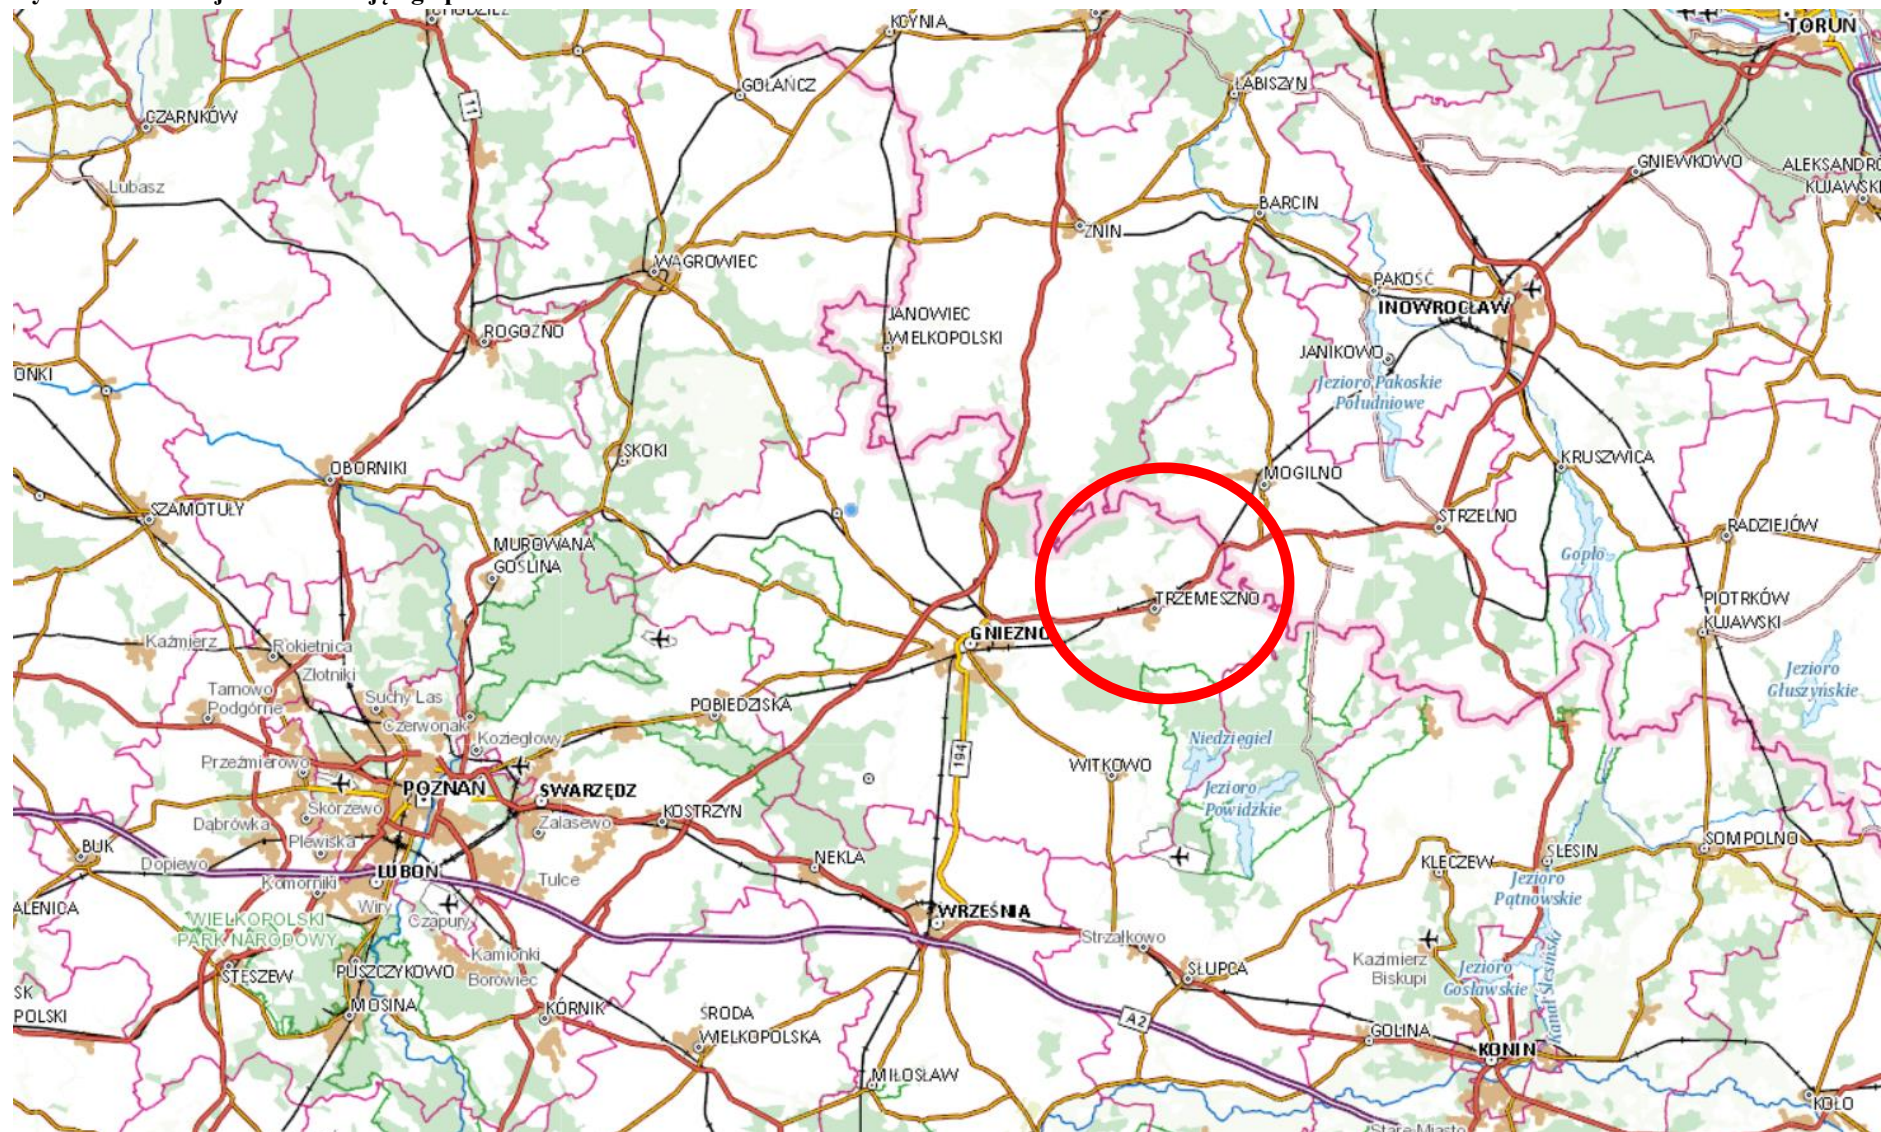 KCYNIA
TORUŃ
GOŁAŃCZ
ŁABISZYN
11
CZARNKÓW
GNIEWKOWO
KUJAWSKI
Lubasz
BARCIN
ŻNIN
WĄGROWIEC
PAKOŚĆ
INOWROCŁAW
JANOWIEC
WIELKOPOLSKI
ROGOŹNO
JANIKOWO
Jezioro Pakoskie
Południowe
SKOKI
KRUSZWICA
OBORNIKI
MOGILNO
SZAMOTUŁY
STRZELNO
RADZIEJÓW
MUROWANA
GOŚLINA
Gopło
TRZEMESZNO
PIOTRKÓW
KUJAWSKI
GNIEZNO
Kaźmierz
Rokietnica
Złotniki
Jezioro
Głuszyńskie
Tarnowo
Podgórne
Suchy Las
Czerwonak
POBIEDZISKA
Koziegłowy
Niedzięgiel
194
Przeźmierowo
WITKOWO
POZNAŃ
SWARZĘDZ
Jezioro
Powidzkie
Skórzewo
KOSTRZYN
Dąbrówka
Zalasewo
Plewiska
SOMPOLNO
BUK
Dopiewo
NEKLA
KLECZEW
ŚLESIN
LUBOŃ
Komorniki
Tulce
Jezioro
Pątnowskie
Wiry
Czapury
WIELKOPOLSKI
PARK NARODOWY
WRZEŚNIA
Strzałkowo
Kamionki
Borówiec
Kazimierz
Biskupi
Jezioro
Gosławskie
Kanał Ślesiński
STĘSZEW
PUSZCZYKOWO
SŁUPCA
MOSINA
KÓRNIK
ŚRODA
WIELKOPOLSKA
A2
GOLINA
KONIN
MIŁOSŁAW
KOŁO
Stare Miasto